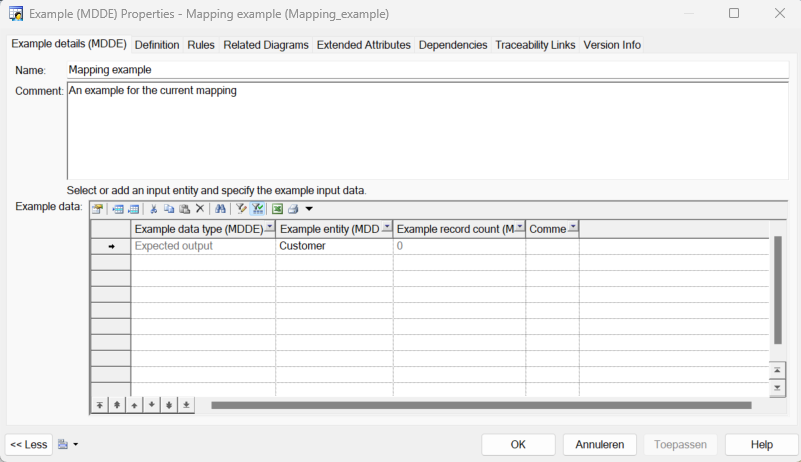 Example (MDDE) Properties - Mapping example (Mapping_example)
Example details (MDDE) Definition Rules Related Diagrams Extended Attributes Dependencies Traceability Links Version Info
Name: Mapping example
Comment: An example for the current mapping
Select or add an input entity and specify the example input data.
Example data:
Example data type (MDDE) Example entity (MDD Example record count (M Comme
Expected output Customer 0
<< Less OK Annuleren Toepassen Help